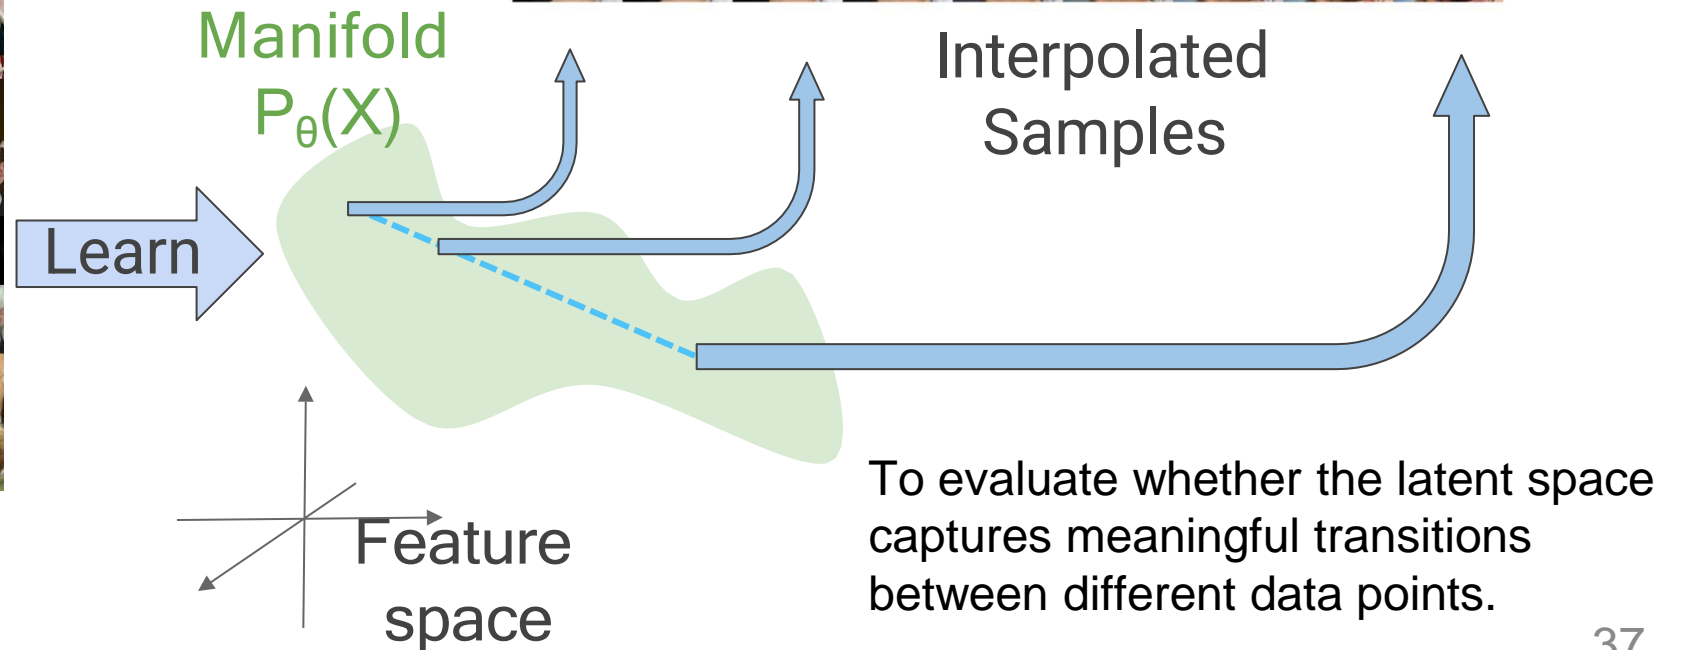 Manifold
Pθ(X)
Interpolated
Samples
Learn
Feature
space
To evaluate whether the latent space
captures meaningful transitions
between different data points.
37